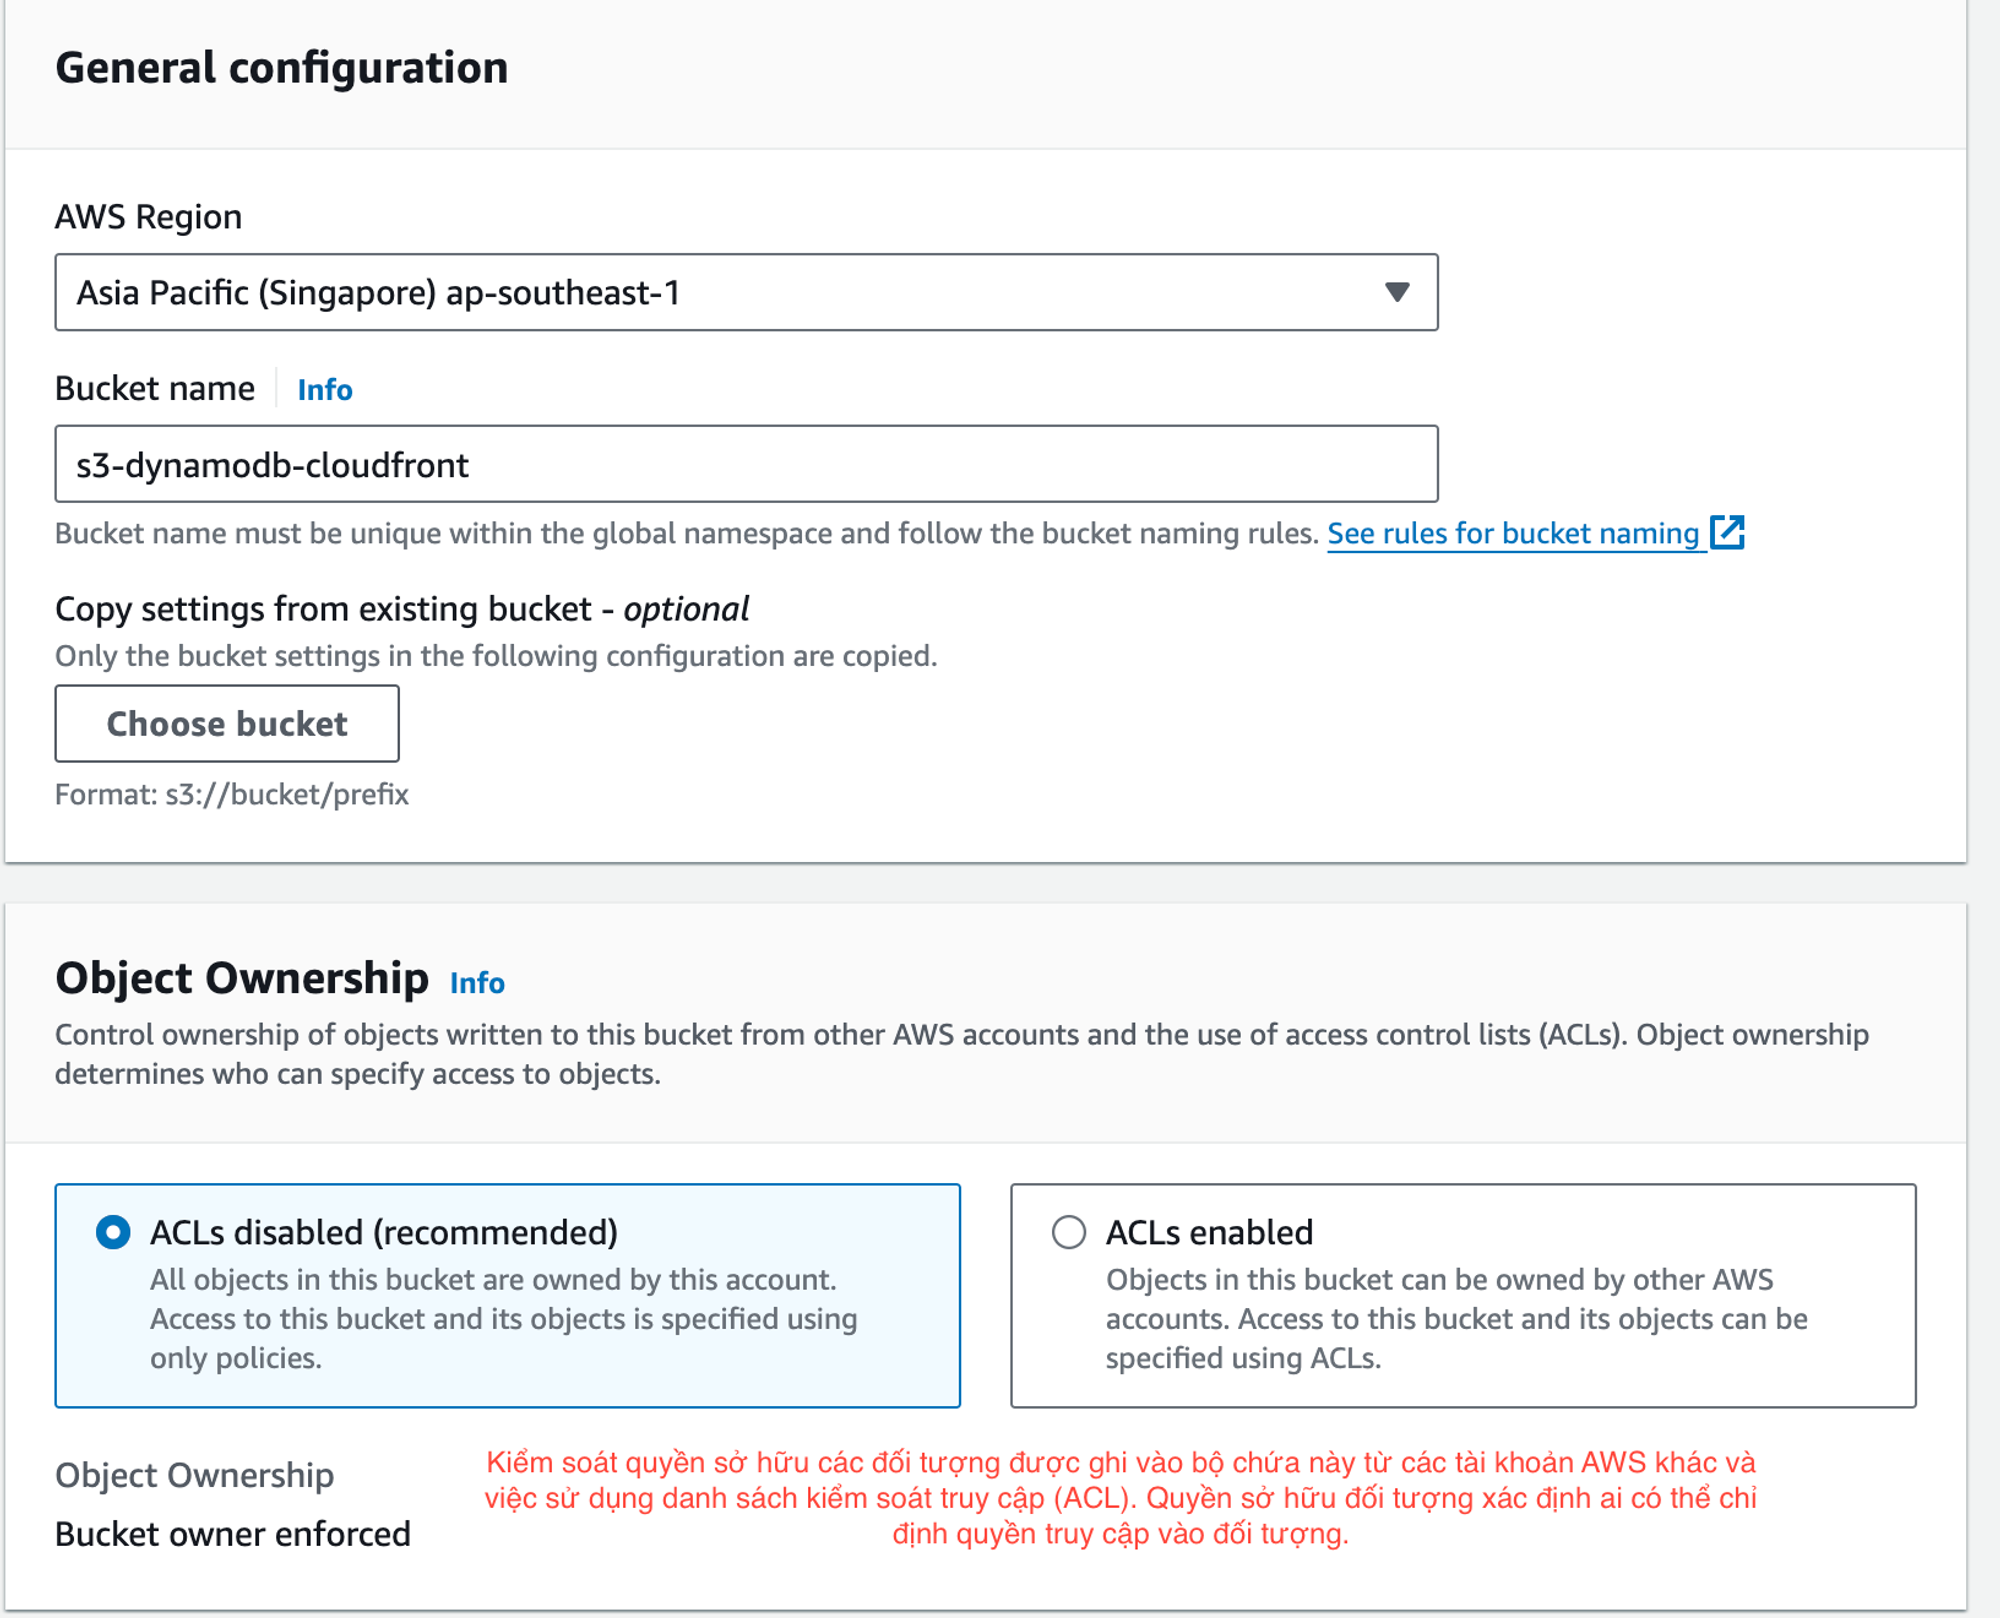 General configuration
AWS Region
Asia Pacific (Singapore) ap-southeast-1
Bucket name Info
s3-dynamodb-cloudfront
Bucket name must be unique within the global namespace and follow the bucket naming rules. See rules for bucket naming
Copy settings from existing bucket - optional
Only the bucket settings in the following configuration are copied.
Choose bucket
Format: s3://bucket/prefix
Object Ownership Info
Control ownership of objects written to this bucket from other AWS accounts and the use of access control lists (ACLs). Object ownership
determines who can specify access to objects.
ACLs disabled (recommended)
All objects in this bucket are owned by this account.
Access to this bucket and its objects is specified using
only policies.
ACLs enabled
Objects in this bucket can be owned by other AWS
accounts. Access to this bucket and its objects can be
specified using ACLs.
Object Ownership
Bucket owner enforced
Kiểm soát quyền sở hữu các đối tượng được ghi vào bộ chứa này từ các tài khoản AWS khác và
việc sử dụng danh sách kiểm soát truy cập (ACL). Quyền sở hữu đối tượng xác định ai có thể chỉ
định quyền truy cập vào đối tượng.